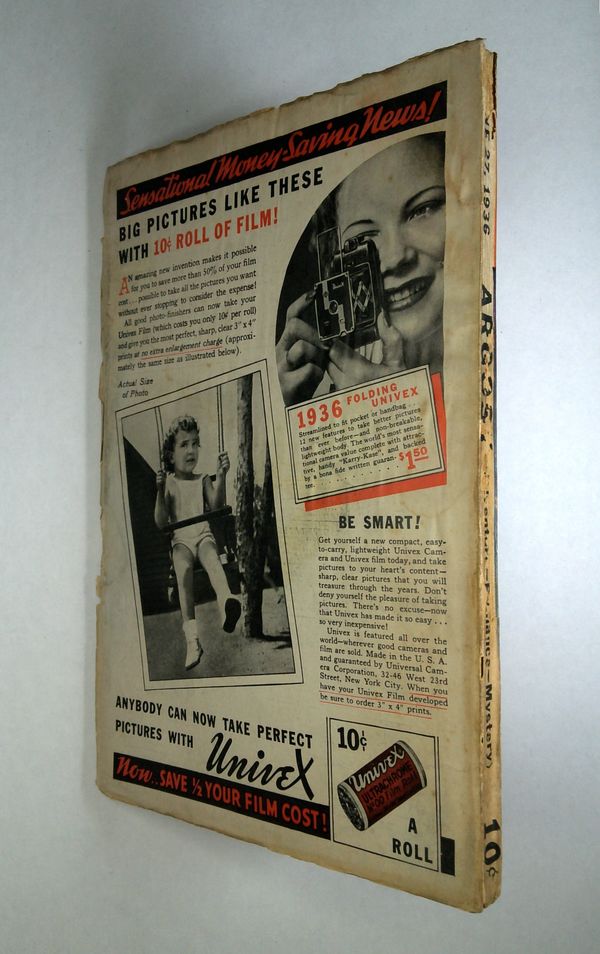 Sensational Money-Saving News!
BIG PICTURES LIKE THESE
WITH 10¢ ROLL OF FILM!
AN amazing new invention makes it possible
for you to save more than 50% of your film
cost... possible to take all the pictures you want
without ever stopping to consider the expense!
All good photo-finishers can now take your
Univex Film (which costs you only 10¢ per roll)
and give you the most perfect, sharp, clear 3" x 4"
prints at no extra enlargement charge (approxi-
mately the same size as illustrated below).
Actual Size
of Photo
1936 FOLDING
UNIVEX
Streamlined to fit pocket or handbag...
12 new features to take better pictures
than ever before—and non-breakable,
lightweight body. The world's most sensa-
tional camera value complete with attrac-
tive, handy "Karry-Kase", and backed
by a bona fide written guaran-
tee. $1.50
BE SMART!
Get yourself a new compact, easy-
to-carry, lightweight Univex Cam-
era and Univex film today, and take
pictures to your heart's content—
sharp, clear pictures that you will
treasure through the years. Don't
deny yourself the pleasure of taking
pictures. There's no excuse—now
that Univex has made it so easy...
so very inexpensive!
Univex is featured all over the
world—wherever good cameras and
film are sold. Made in the U. S. A.
and guaranteed by Universal Cam-
era Corporation, 32-46 West 23rd
Street, New York City. When you
have your Univex Film developed
be sure to order 3" x 4" prints.
ANYBODY CAN NOW TAKE PERFECT
PICTURES WITH Univex
Now.. SAVE ½ YOUR FILM COST!
10¢
Univex
ULTRACHROME
A
ROLL
NE 27, 1936
ARGOSY
Mystery)
10¢